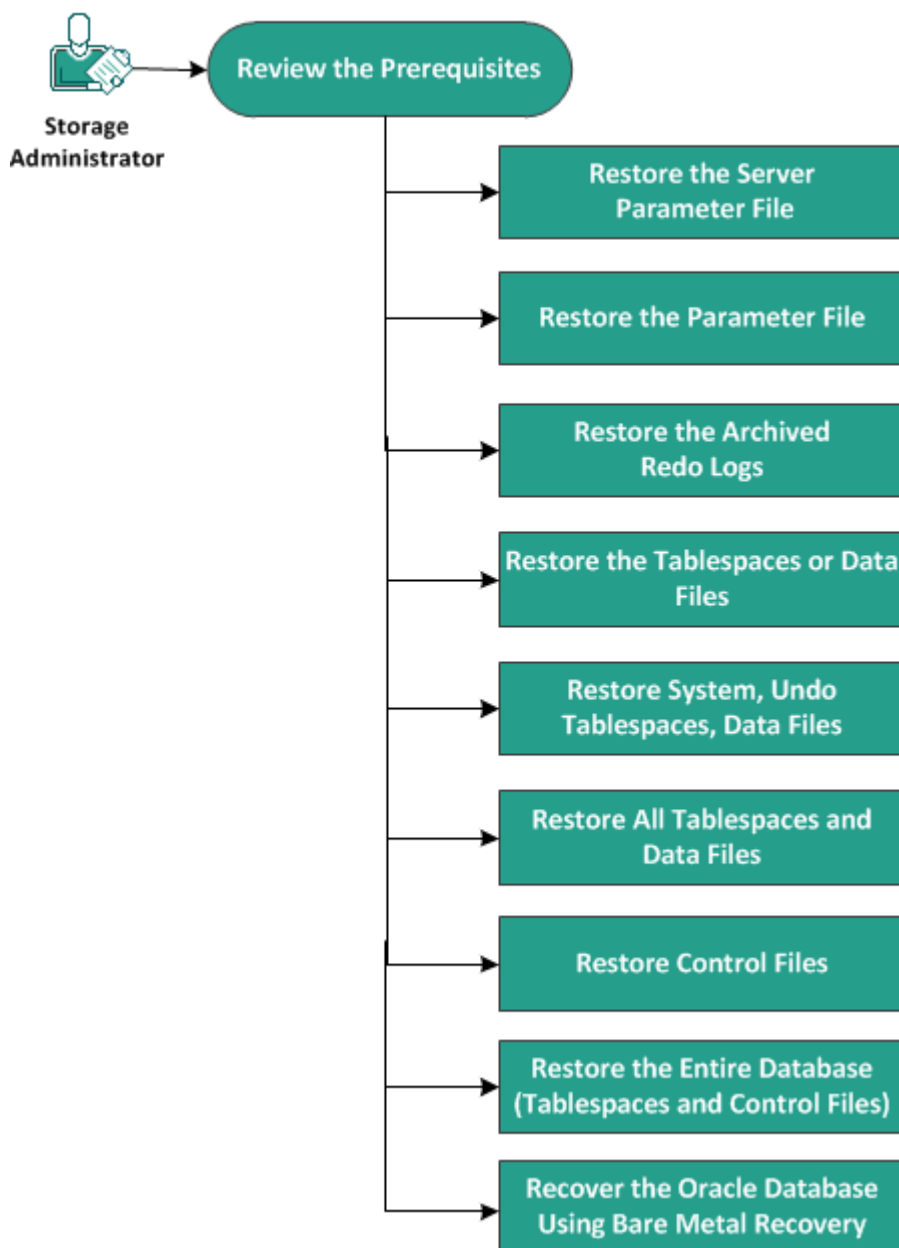 Review the Prerequisites
Storage
Administrator
Restore the Server
Parameter File
Restore the Parameter File
Restore the Archived
Redo Logs
Restore the Tablespaces or Data
Files
Restore System, Undo
Tablespaces, Data Files
Restore All Tablespaces and
Data Files
Restore Control Files
Restore the Entire Database
(Tablespaces and Control Files)
Recover the Oracle Database
Using Bare Metal Recovery